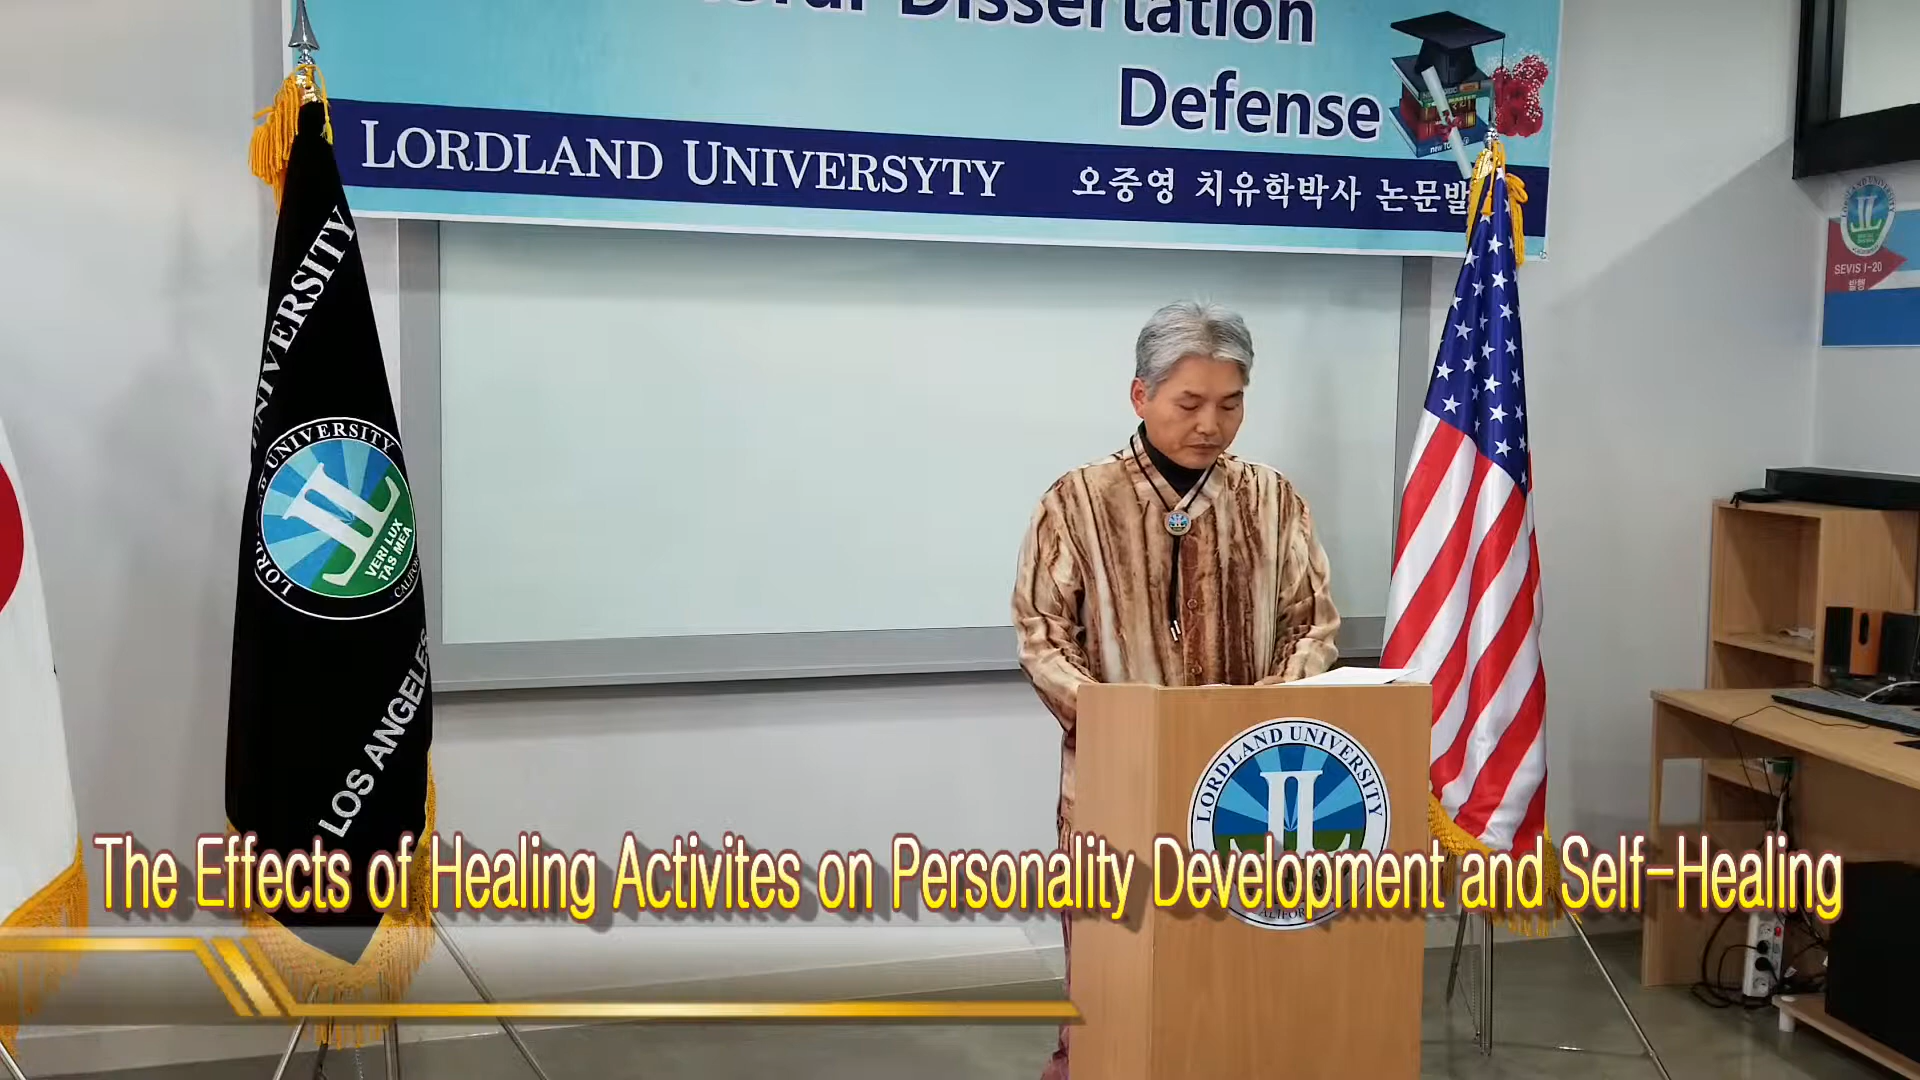 Dissertation
Defense
LORDLAND UNIVERSYTY 오중영 치유학박사 논문발
UNIVERSITY
UNIVERSITY
VERI LUX
TAS MEA
LOS ANGELES
SEVIS I-20
발행
LORDLAND UNIVERSITY
The Effects of Healing Activites on Personality Development and Self-Healing